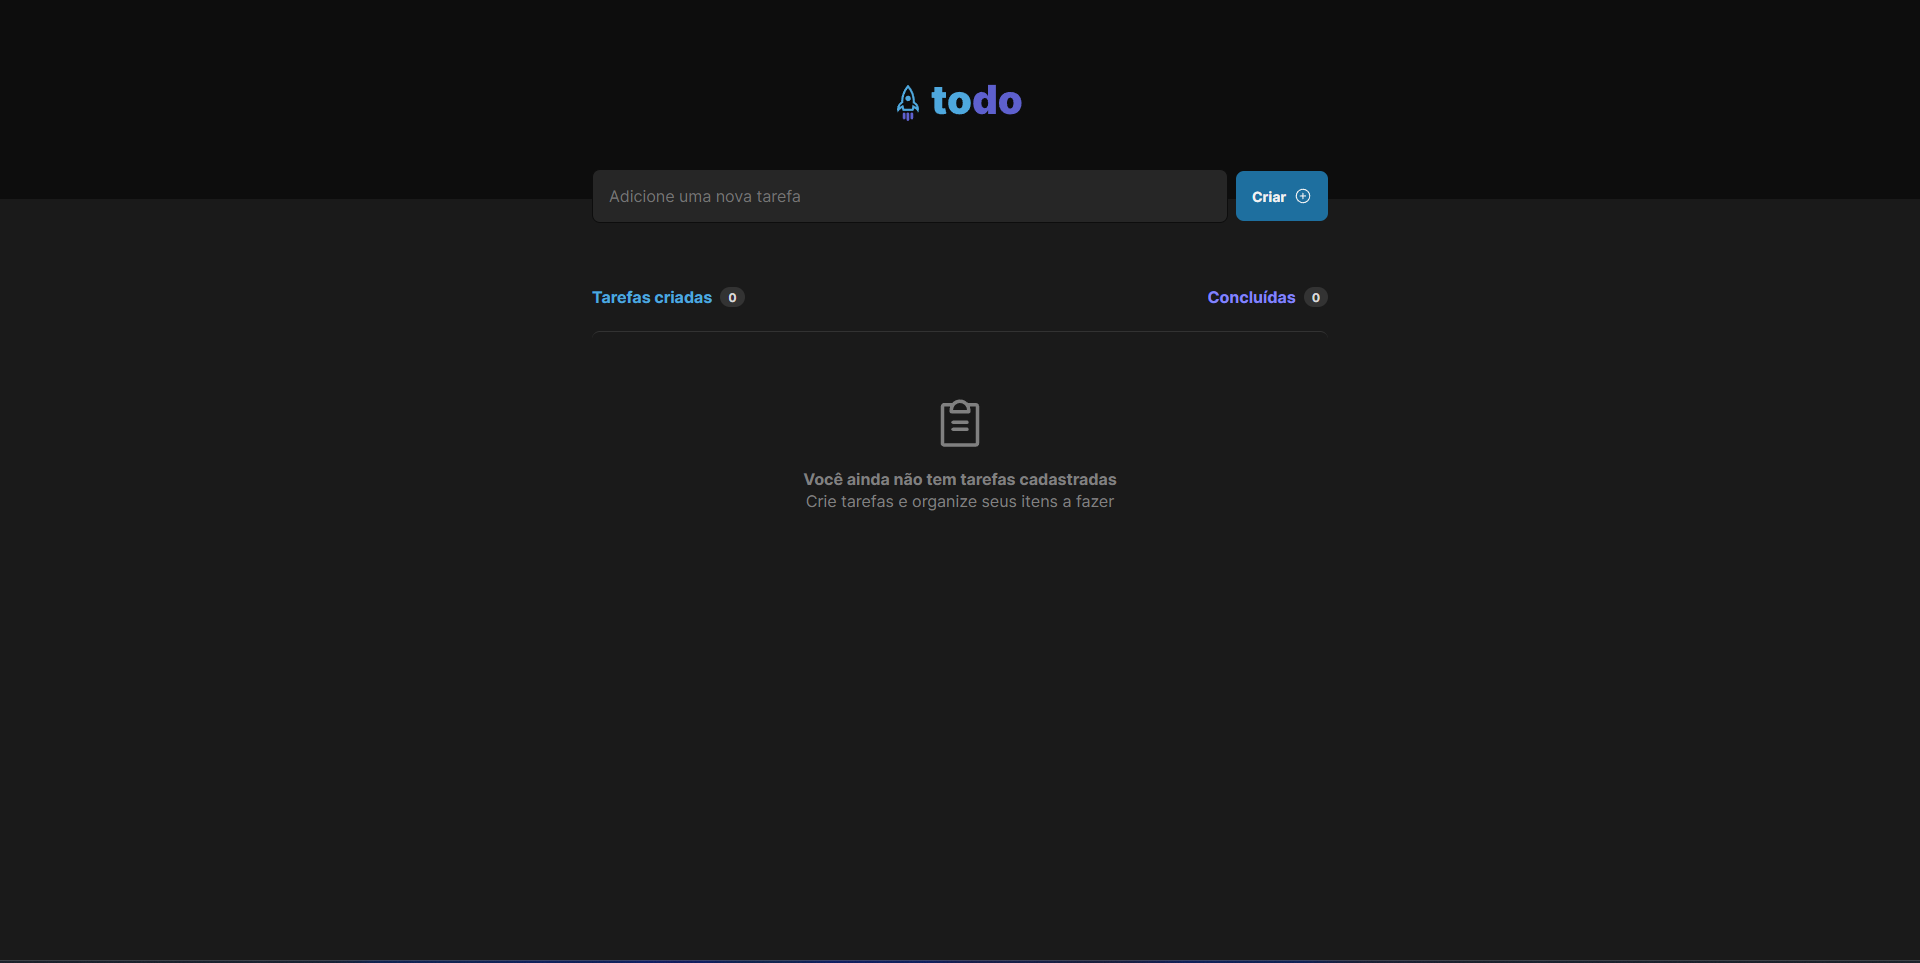 todo
Adicione uma nova tarefa
Criar
Tarefas criadas 0
Concluídas 0
Você ainda não tem tarefas cadastradas
Crie tarefas e organize seus itens a fazer